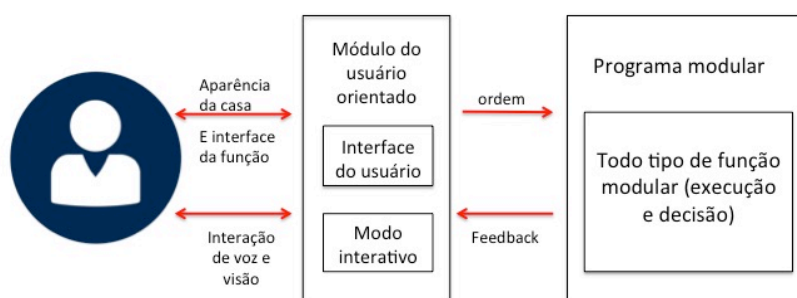 Aparência
da casa
E interface
da função
Interação
de voz e
visão
Módulo do
usuário
orientado
Interface
do usuário
Modo
interativo
ordem
Feedback
Programa modular
Todo tipo de função
modular (execução
e decisão)